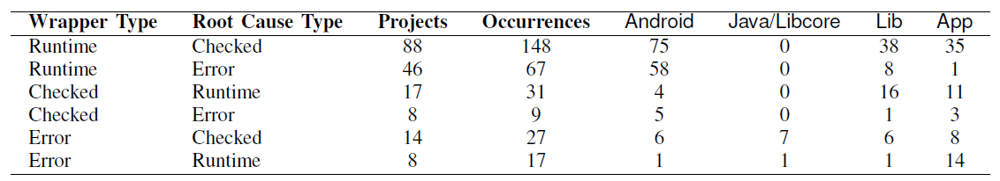 Wrapper Type Root Cause Type Projects Occurrences Android Java/Libcore Lib App
Runtime Checked 88 148 75 0 38 35
Runtime Error 46 67 58 0 8 1
Checked Runtime 17 31 4 0 16 11
Checked Error 8 9 5 0 1 3
Error Checked 14 27 6 7 6 8
Error Runtime 8 17 1 1 1 14